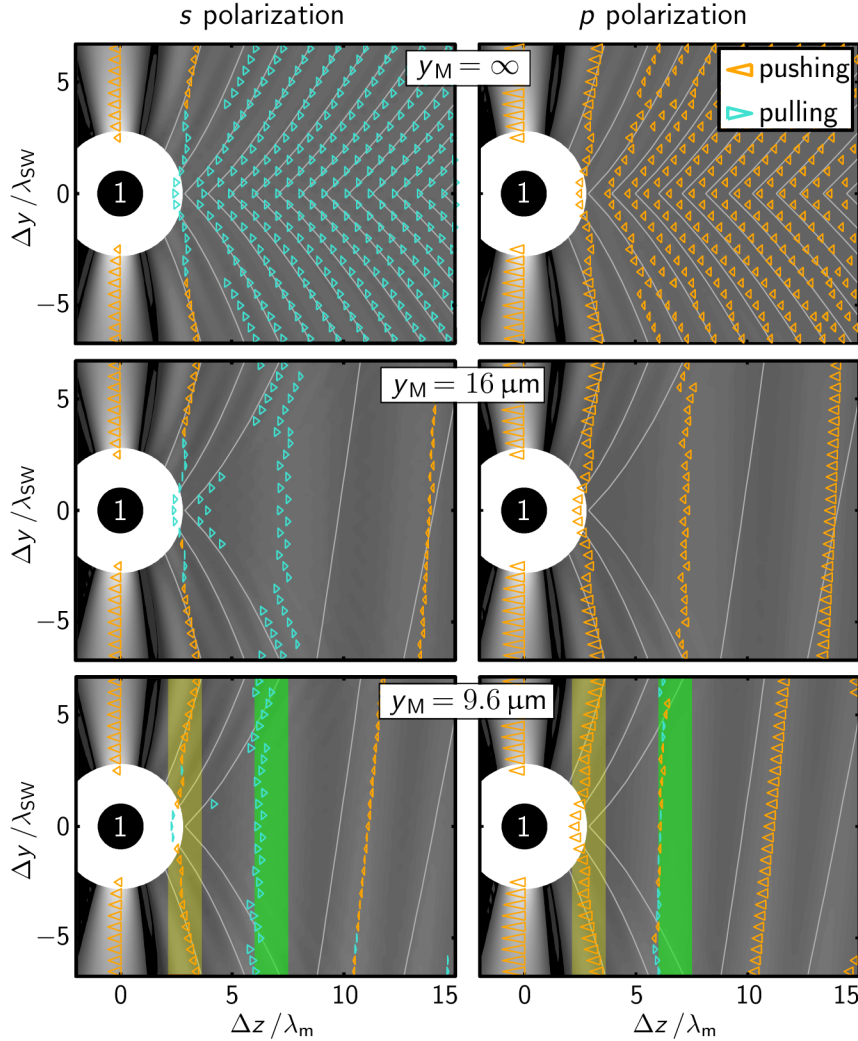 s polarization p polarization
y_M = ∞
pushing
pulling
Δy/λ_SW
5
0
−5
1
1
y_M = 16 μm
Δy/λ_SW
5
0
−5
1
1
y_M = 9.6 μm
Δy/λ_SW
5
0
−5
1
1
0 5 10 15 0 5 10 15
Δz/λ_m Δz/λ_m